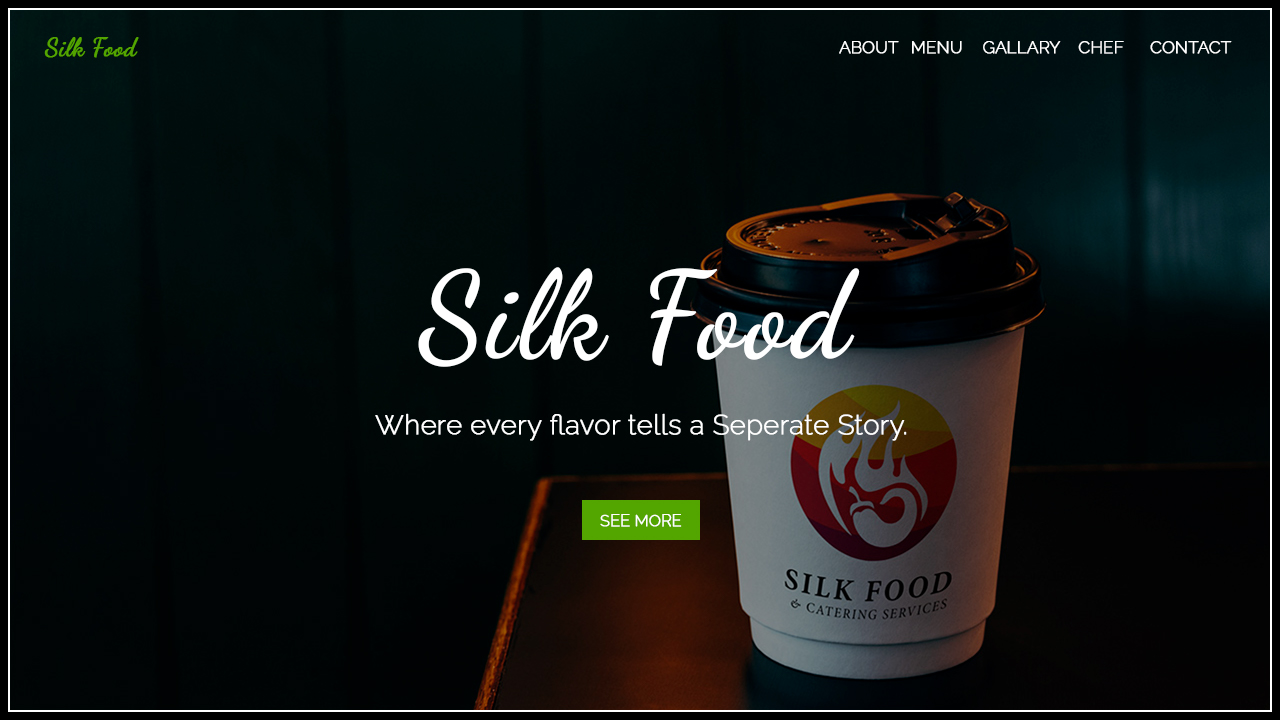 Silk Food
ABOUT MENU GALLARY CHEF CONTACT
Silk Food
Where every flavor tells a Seperate Story.
SEE MORE
SILK FOOD
& CATERING SERVICES